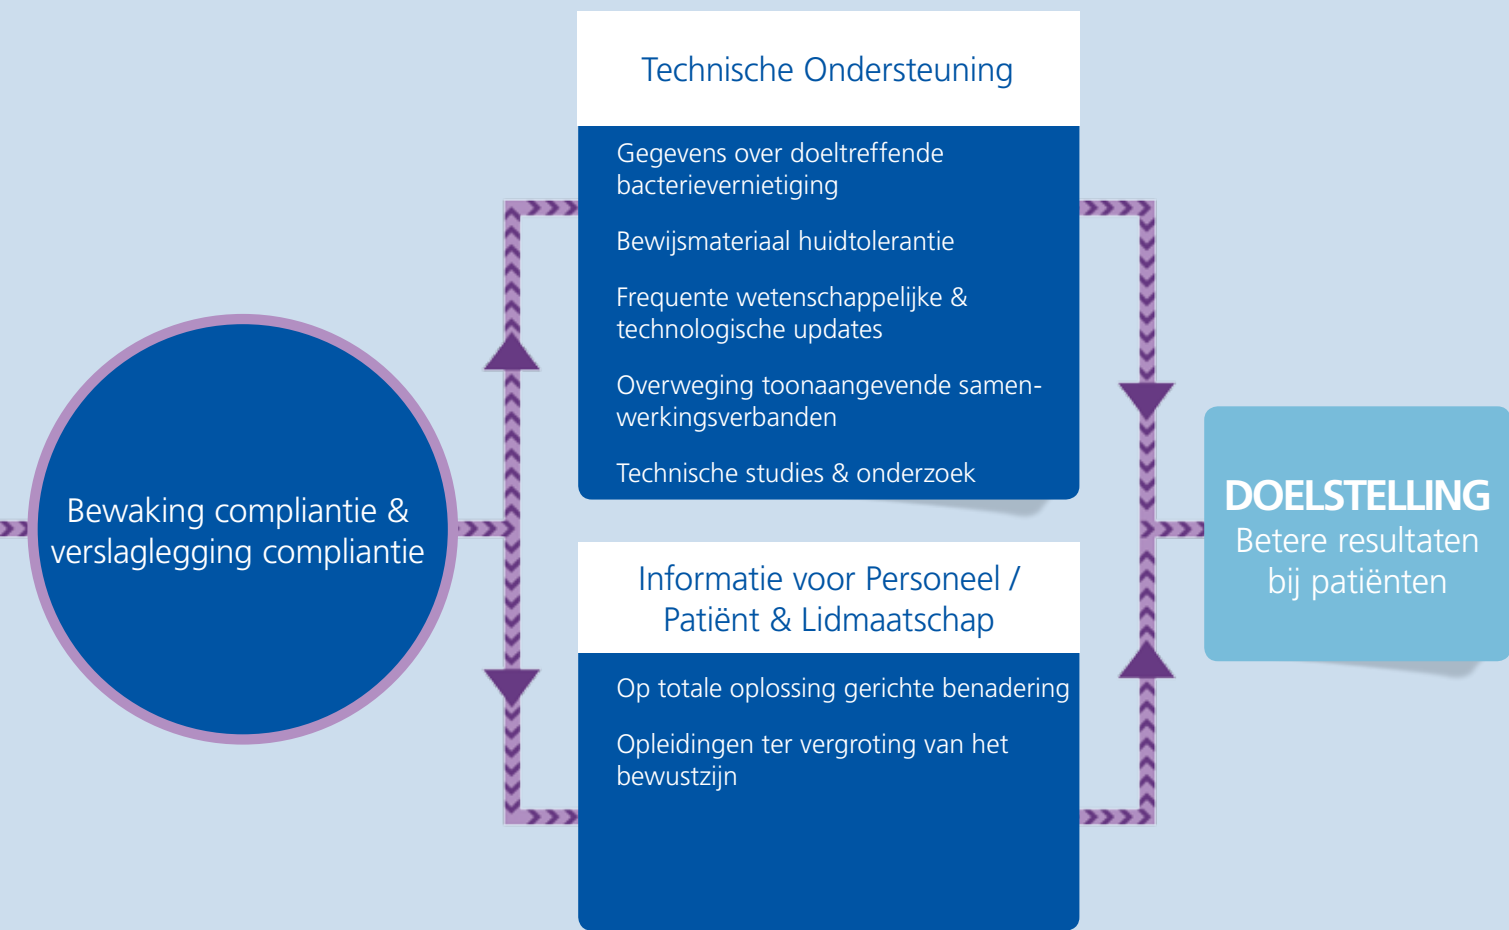 Technische Ondersteuning
Gegevens over doeltreffende
bacterievernietiging
Bewijsmateriaal huidtolerantie
Frequente wetenschappelijke &
technologische updates
Overweging toonaangevende samen-
werkingsverbanden
Technische studies & onderzoek
Bewaking compliantie &
verslaglegging compliantie
Informatie voor Personeel /
Patiënt & Lidmaatschap
Op totale oplossing gerichte benadering
Opleidingen ter vergroting van het
bewustzijn
DOELSTELLING
Betere resultaten
bij patiënten